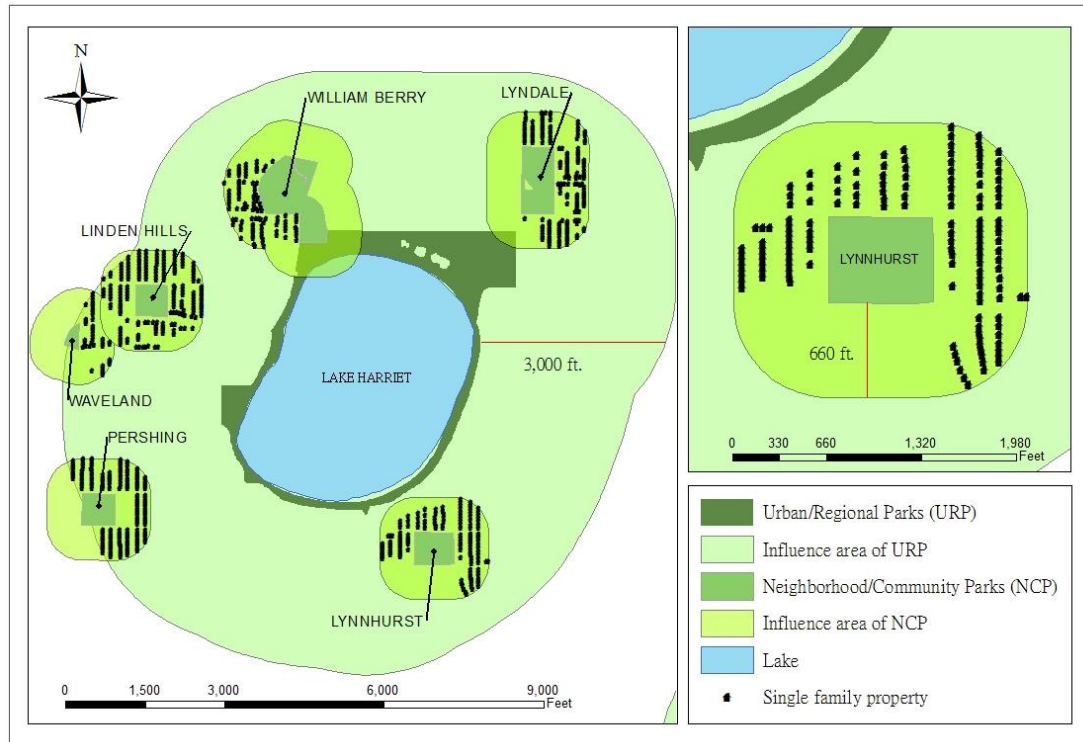 N
WILLIAM BERRY
LYNDALE
LINDEN HILLS
3,000 ft.
LAKE HARRIET
WAVELAND
PERSHING
LYNNHURST
0 1,500 3,000 6,000 9,000
Feet
LYNNHURST
660 ft.
0 330 660 1,320 1,980
Feet
Urban/Regional Parks (URP)
Influence area of URP
Neighborhood/Community Parks (NCP)
Influence area of NCP
Lake
Single family property